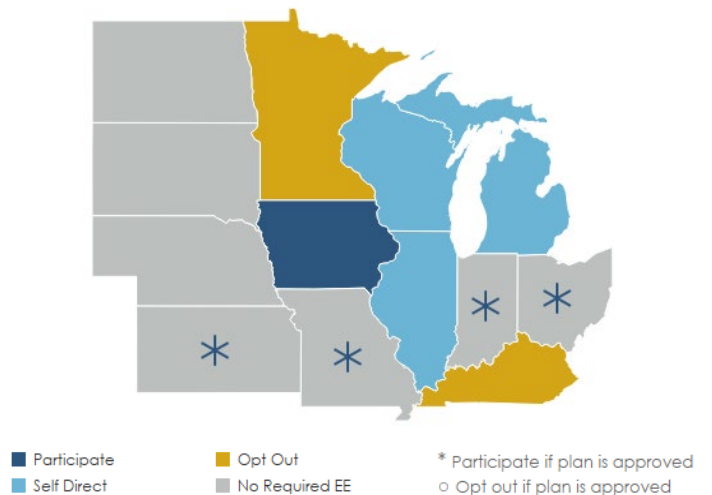 Participate
Opt Out
* Participate if plan is approved
Self Direct
No Required EE
○ Opt out if plan is approved